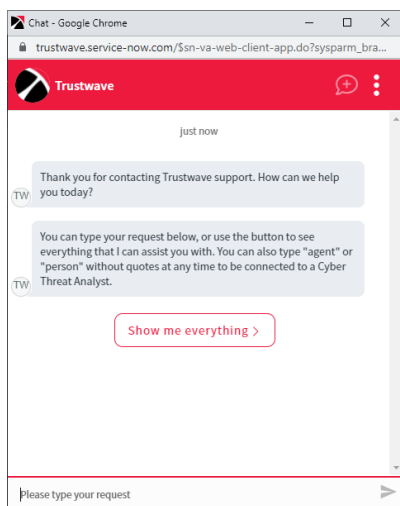 Chat - Google Chrome
trustwave.service-now.com/$sn-va-web-client-app.do?sysparm_bra...
Trustwave
just now
Thank you for contacting Trustwave support. How can we help
you today?
TW
You can type your request below, or use the button to see
everything that I can assist you with. You can also type "agent" or
"person" without quotes at any time to be connected to a Cyber
Threat Analyst.
TW
Show me everything >
Please type your request